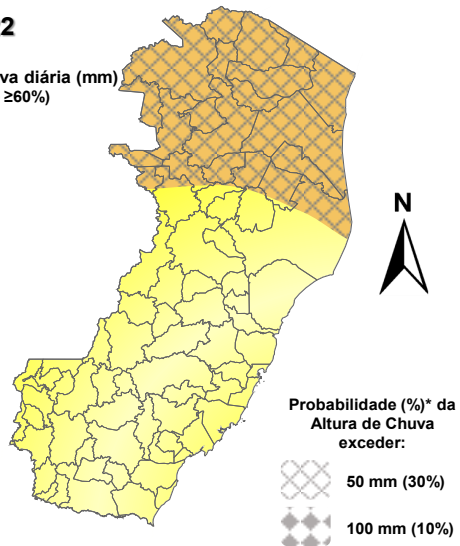 2
va diária (mm)
≥60%)
N
Probabilidade (%)* da
Altura de Chuva
exceder:
50 mm (30%)
100 mm (10%)